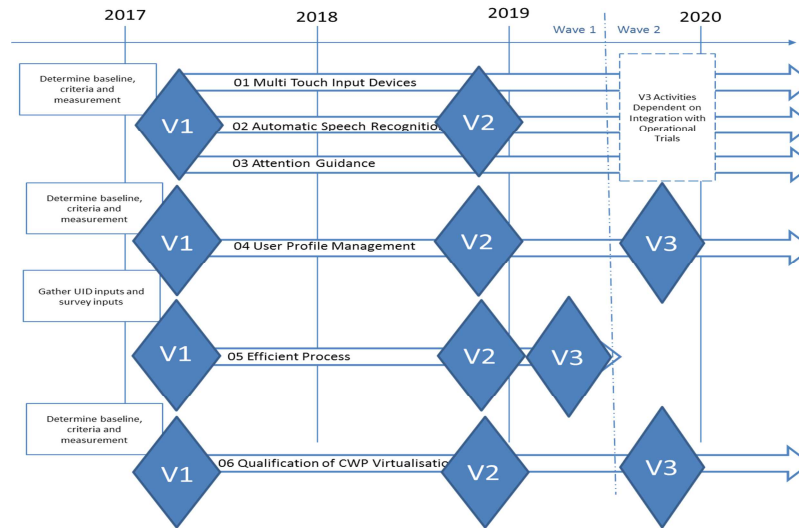 2017
2018
2019
2020
Wave 1
Wave 2
Determine baseline,
criteria and
measurement
01 Multi Touch Input Devices
V1
02 Automatic Speech Recognitio
V2
03 Attention Guidance
V3 Activities
Dependent on
Integration with
Operational
Trials
Determine baseline,
criteria and
measurement
V1
04 User Profile Management
V2
V3
Gather UID inputs and
survey inputs
V1
05 Efficient Process
V2
V3
Determine baseline,
criteria and
measurement
V1
06 Qualification of CWP Virtualisatio
V2
V3